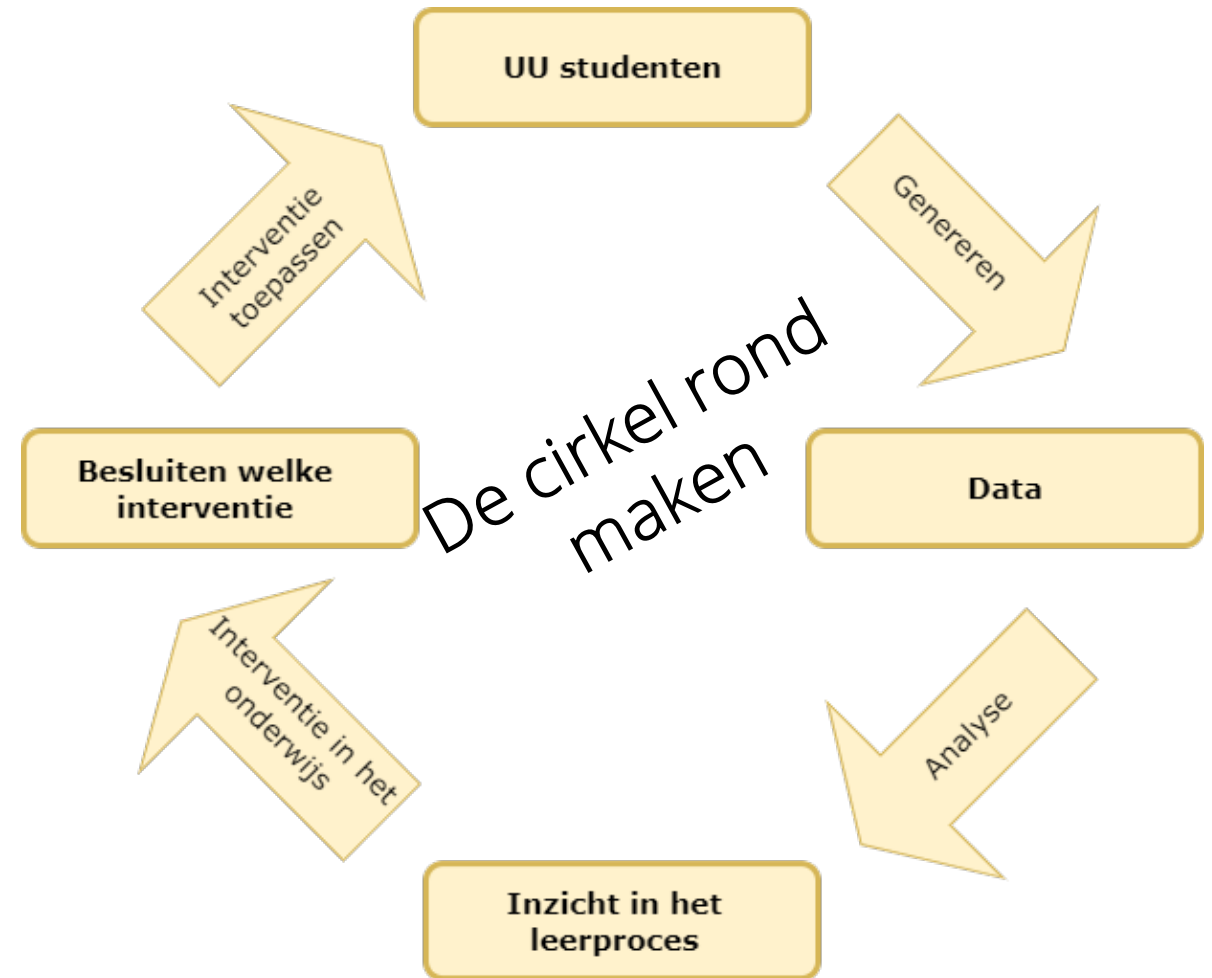 UU studenten
Genereren
Data
Analyse
Inzicht in het
leerproces
Interventie in het
onderwijs
Besluiten welke
interventie
Interventie
toepassen
De cirkel rond
maken